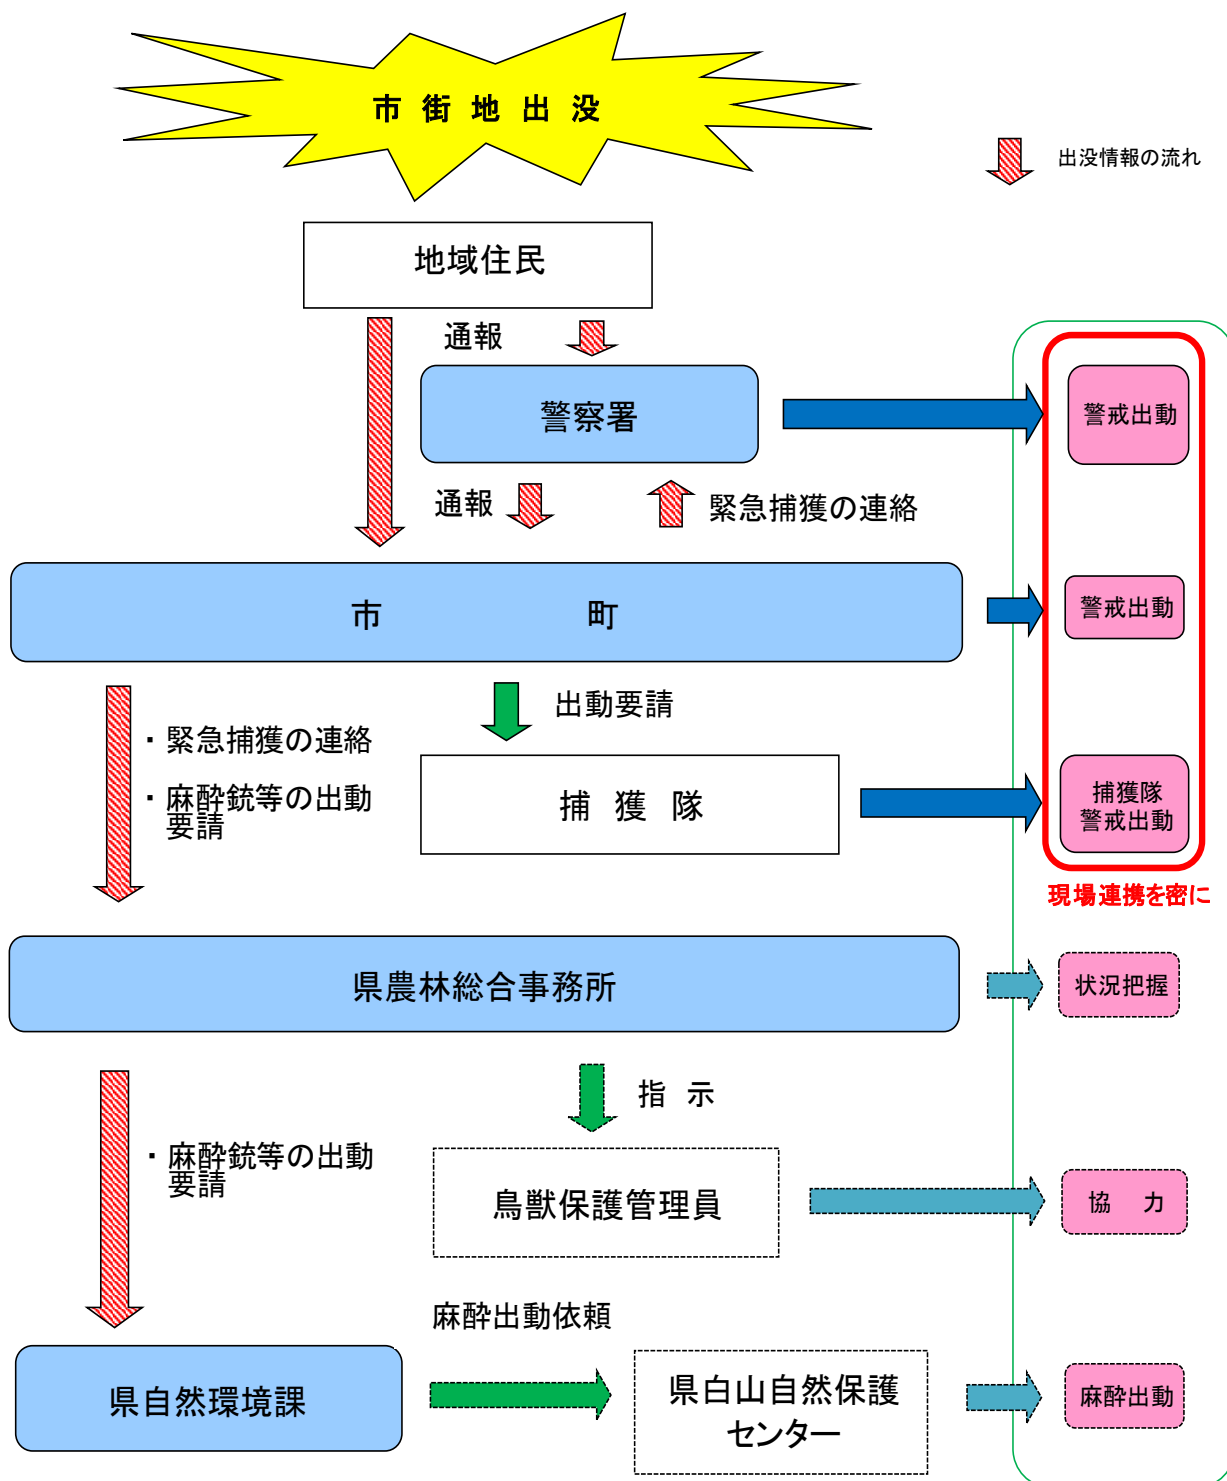 市街地出没
出没情報の流れ
地域住民
通報
警察署
警戒出動
通報
緊急捕獲の連絡
市　町
警戒出動
出動要請
・緊急捕獲の連絡
・麻酔銃等の出動
要請
捕獲隊
捕獲隊
警戒出動
現場連携を密に
県農林総合事務所
状況把握
指示
・麻酔銃等の出動
要請
鳥獣保護管理員
協力
麻酔出動依頼
県自然環境課
県白山自然保護
センター
麻酔出動